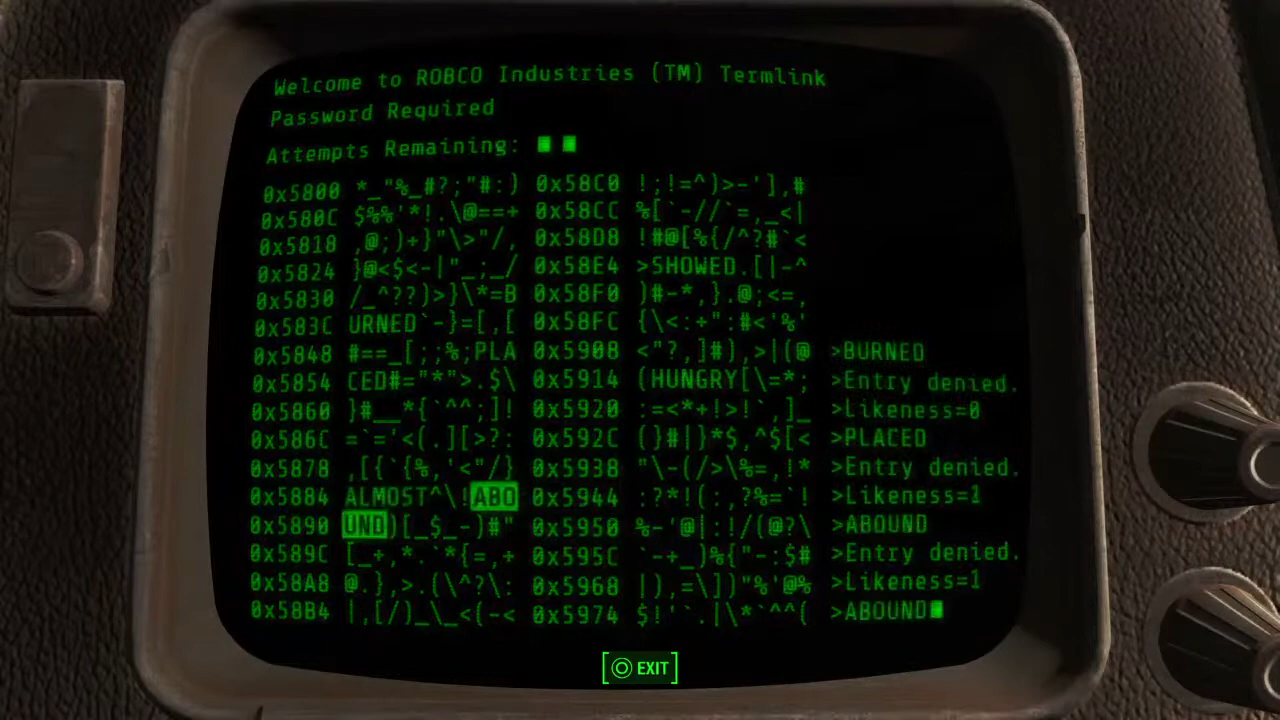 Welcome to ROBCO Industries (TM) Termlink
Password Required
Attempts Remaining: ■ ■
0x5800 *_"%_#?;"#:) 0x58C0 !;!=^)>-'],#
0x580C $%%'*!.\@==+ 0x58CC %[`-//`=,_<|
0x5818 ,@;)+}"\>"/, 0x58D8 !#@[%{/^?#`<
0x5824 }@<$<-|"_;_/ 0x58E4 >SHOWED.[|-^
0x5830 /_^??)>}\*=B 0x58F0 )#-*,}.@;<=,
0x583C URNED`-}=[,[ 0x58FC {\<:+":#<'%'
0x5848 #==_[;;%;PLA 0x5908 <"?,]#),>|(@ >BURNED
0x5854 CED#="*">.$\ 0x5914 (HUNGRY[\=*; >Entry denied.
0x5860 }#__*{`^^;]! 0x5920 :=<*+!>!`,]_ >Likeness=0
0x586C =`='<(.][>?: 0x592C (}#|}*$,^$[< >PLACED
0x5878 ,[{`{%,'<"/} 0x5938 "\-(/>\%=,!* >Entry denied.
0x5884 ALMOST^\!ABO 0x5944 :?*!(:,?%=`! >Likeness=1
0x5890 UND)[_$_-)#" 0x5950 %-'@|:!/(@?\ >ABOUND
0x589C [_+,*.`*{=,+ 0x595C `-+_)%{"-:$# >Entry denied.
0x58A8 @.},>.(\^?\: 0x5968 |),=\])"%'@% >Likeness=1
0x58B4 |,[/)_\_<(-< 0x5974 $!'`.|\*`^^( >ABOUND■
EXIT